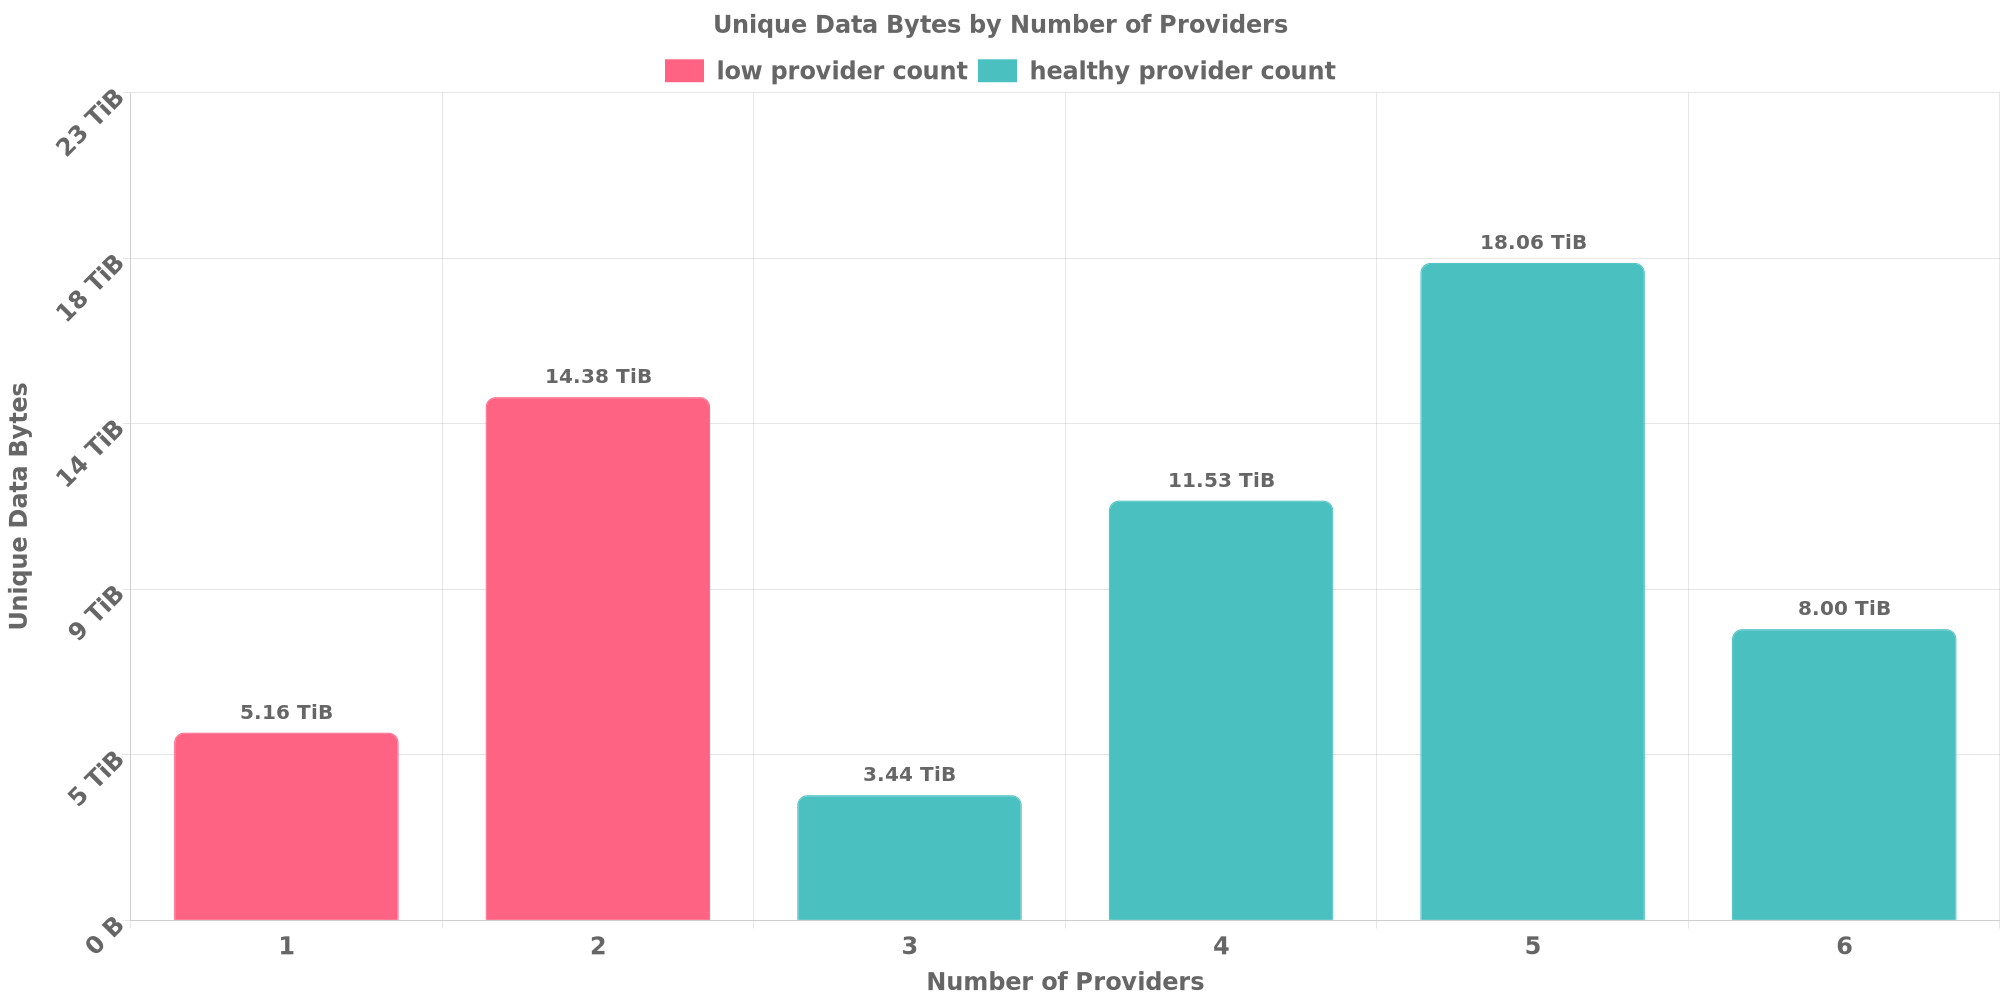 Unique Data Bytes by Number of Providers
low provider count healthy provider count
23 TiB
18 TiB
14 TiB
9 TiB
5 TiB
0 B
Unique Data Bytes
5.16 TiB
14.38 TiB
3.44 TiB
11.53 TiB
18.06 TiB
8.00 TiB
1 2 3 4 5 6
Number of Providers